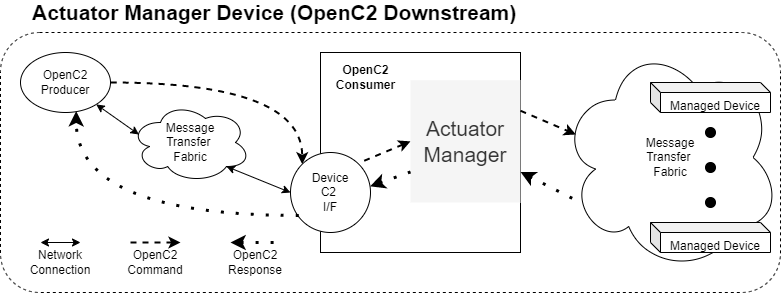 Actuator Manager Device (OpenC2 Downstream)
OpenC2
Producer
Message
Transfer
Fabric
OpenC2
Consumer
Actuator
Manager
Device
C2
I/F
Managed Device
Message
Transfer
Fabric
Managed Device
Network
Connection
OpenC2
Command
OpenC2
Response